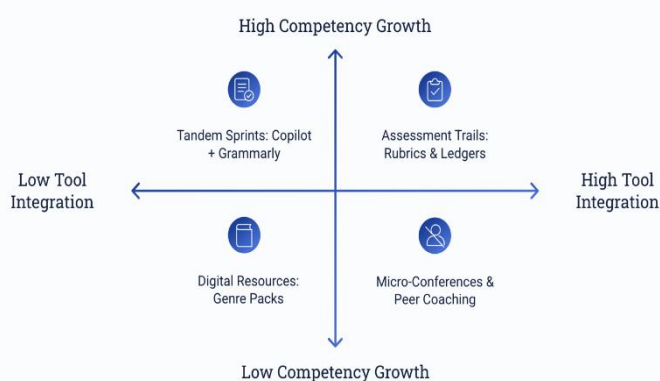 High Competency Growth
Tandem Sprints: Copilot
+ Grammarly
Assessment Trails:
Rubrics & Ledgers
Low Tool
Integration
High Tool
Integration
Digital Resources:
Genre Packs
Micro-Conferences &
Peer Coaching
Low Competency Growth